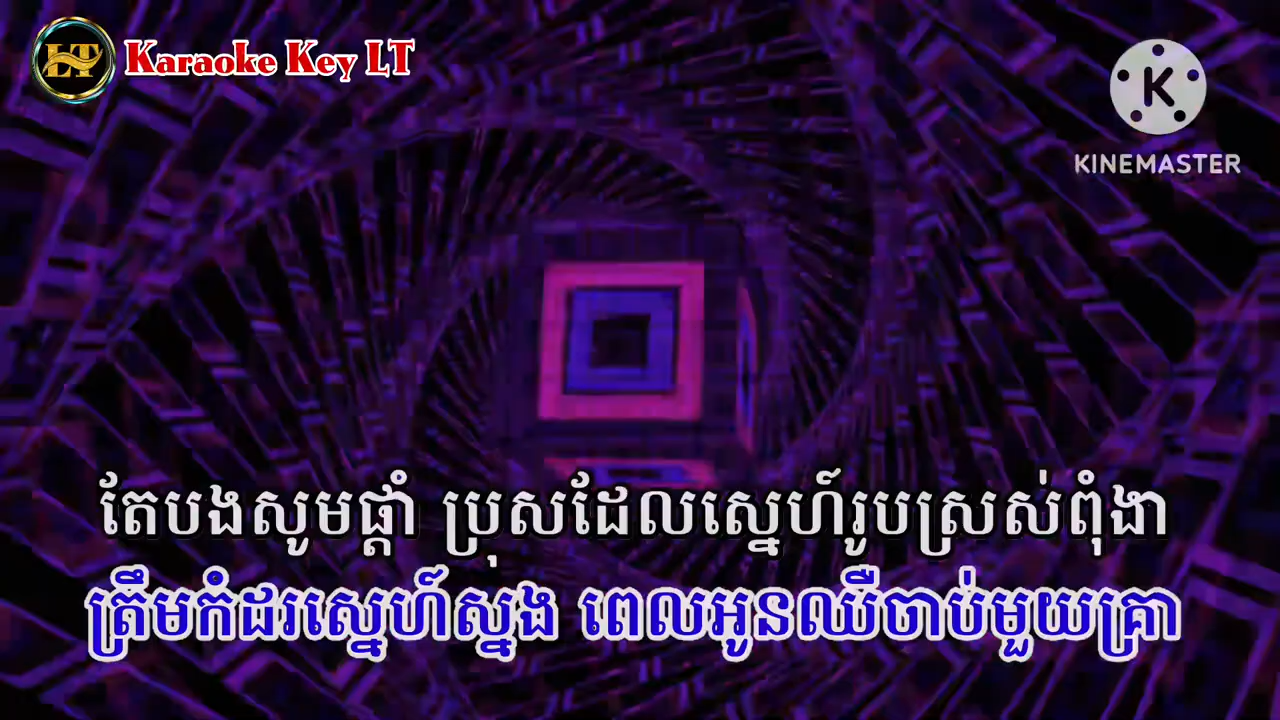 LT Karaoke Key LT
K
KINEMASTER
តែបងសូមផ្ដាំ ប្រុសដែលស្នេហ៍រូបស្រស់ពុំងា
ត្រឹមកំដរស្នេហ៍ស្នង ពេលអូនឈឺចាប់មួយគ្រា